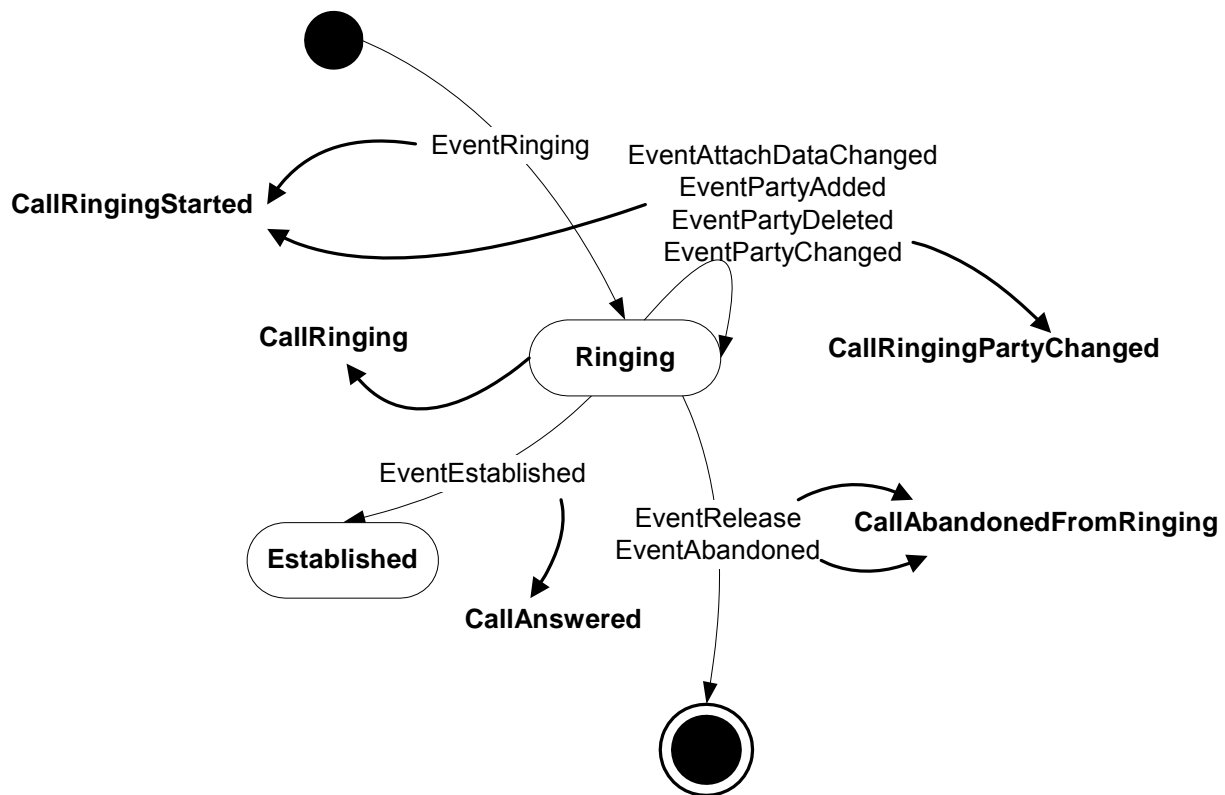 EventRinging
EventAttachDataChanged
EventPartyAdded
EventPartyDeleted
EventPartyChanged
CallRingingStarted
CallRinging
Ringing
CallRingingPartyChanged
EventEstablished
EventRelease
EventAbandoned
CallAbandonedFromRinging
Established
CallAnswered